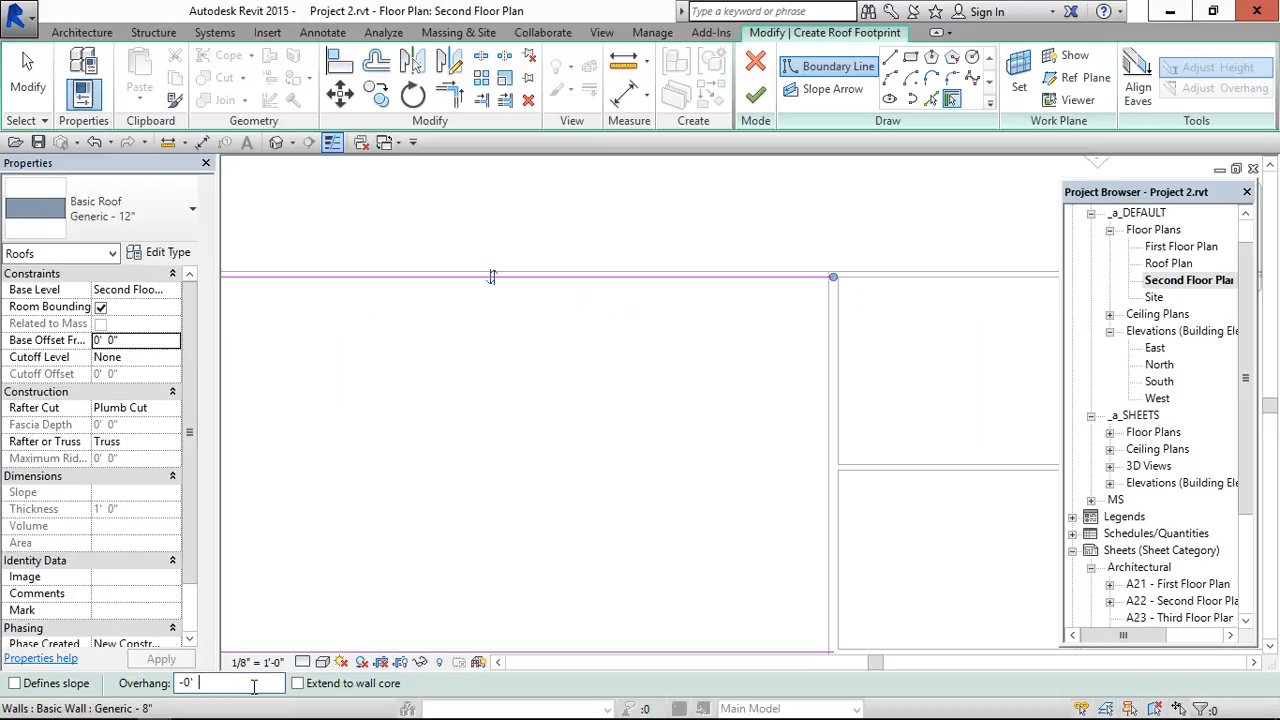 Autodesk Revit 2015 - Project 2.rvt - Floor Plan: Second Floor Plan
Type a keyword or phrase
Sign In
Architecture Structure Systems Insert Annotate Analyze Massing & Site Collaborate View Manage Add-Ins Modify | Create Roof Footprint
Modify
Paste
Cope
Cut
Join
Boundary Line
Slope Arrow
Set
Show
Ref Plane
Viewer
Align
Eaves
Adjust Height
Adjust Overhang
Select Properties Clipboard Geometry Modify View Measure Create Mode Draw Work Plane Tools
Properties
Basic Roof
Generic - 12"
Roofs
Edit Type
Constraints
Base Level Second Floo...
Room Bounding
Related to Mass
Base Offset Fr... 0' 0"
Cutoff Level None
Cutoff Offset 0' 0"
Construction
Rafter Cut Plumb Cut
Fascia Depth 0' 0"
Rafter or Truss Truss
Maximum Rid... 0' 0"
Dimensions
Slope
Thickness 1' 0"
Volume
Area
Identity Data
Image
Comments
Mark
Phasing
Phase Created New Constr...
Properties help
Apply
Project Browser - Project 2.rvt
_a_DEFAULT
Floor Plans
First Floor Plan
Roof Plan
Second Floor Plan
Site
Ceiling Plans
Elevations (Building Ele
East
North
South
West
_a_SHEETS
Floor Plans
Ceiling Plans
3D Views
Elevations (Building Ele
MS
Legends
Schedules/Quantities
Sheets (Sheet Category)
Architectural
A21 - First Floor Plan
A22 - Second Floor Pla
A23 - Third Floor Plan
1/8" = 1'-0"
Defines slope
Overhang: -0'
Extend to wall core
Walls : Basic Wall : Generic - 8"
:0
Main Model
:0